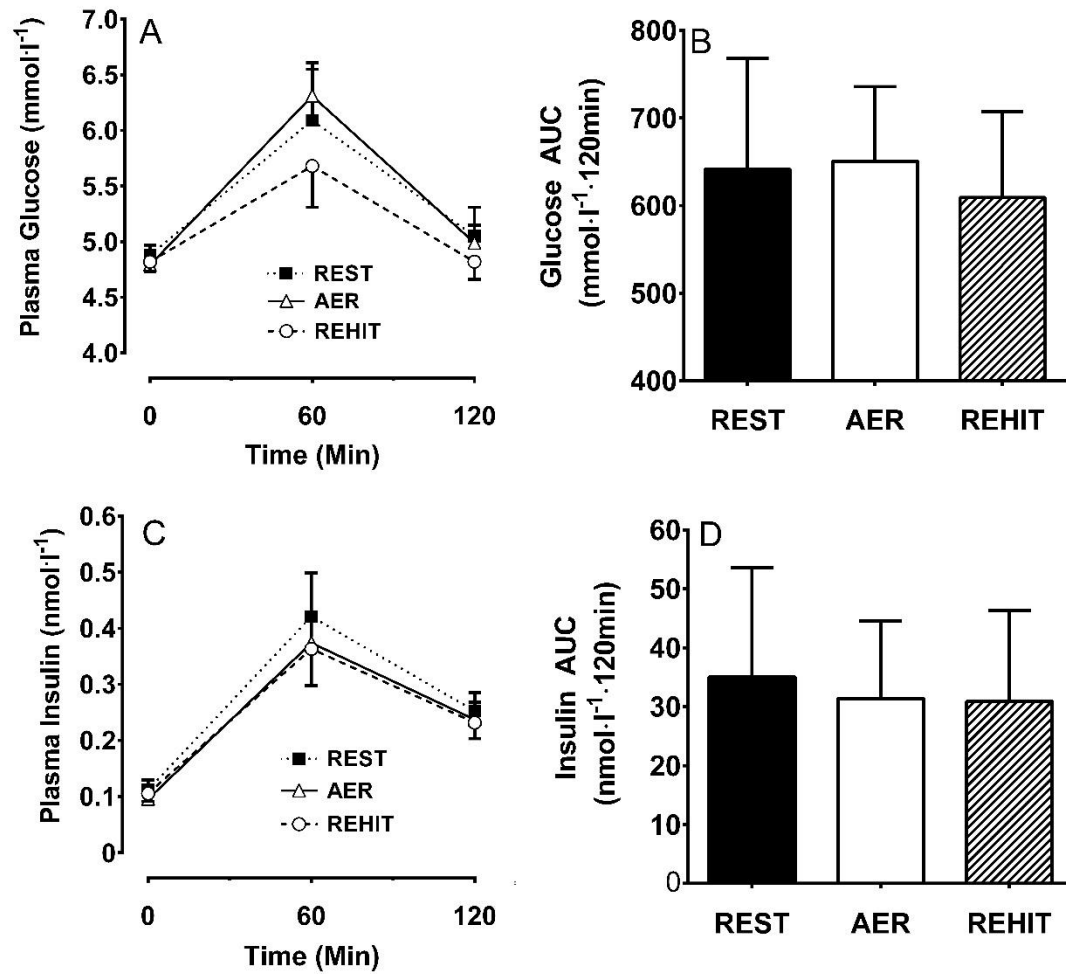 A
Plasma Glucose (mmol·l⁻¹)
7.0
6.5
6.0
5.5
5.0
4.5
4.0
REST
AER
REHIT
0 60 120
Time (Min)
B
Glucose AUC
(mmol·l⁻¹·120min)
800
700
600
500
400
REST AER REHIT
C
Plasma Insulin (nmol·l⁻¹)
0.6
0.5
0.4
0.3
0.2
0.1
0
REST
AER
REHIT
0 60 120
Time (Min)
D
Insulin AUC
(nmol·l⁻¹·120min)
60
50
40
30
20
10
0
REST AER REHIT